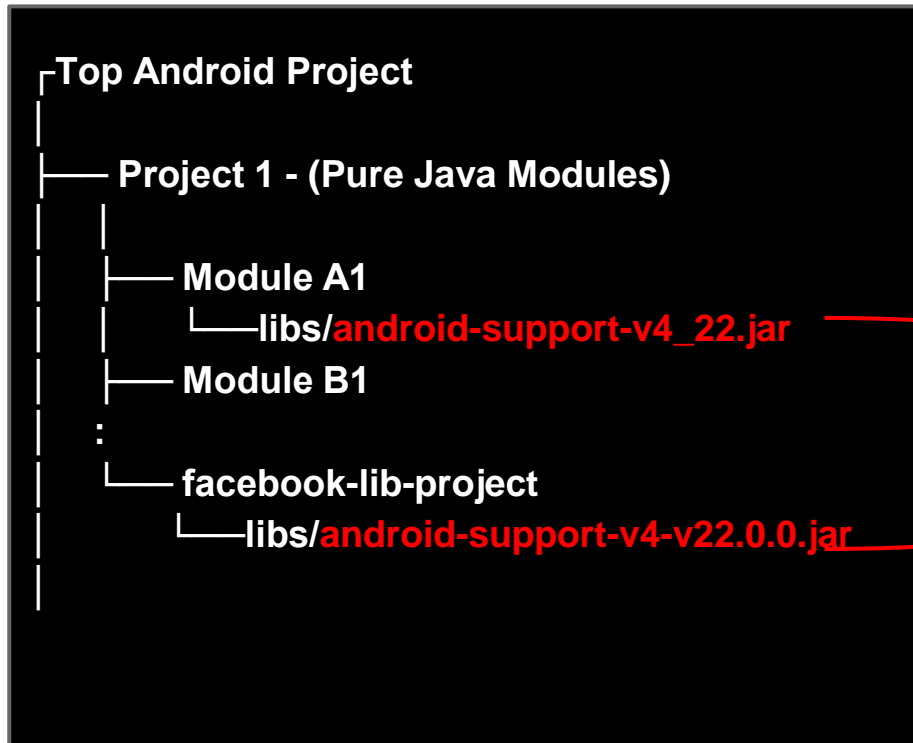 Top Android Project
Project 1 - (Pure Java Modules)
Module A1
libs/android-support-v4_22.jar
Module B1
:
facebook-lib-project
libs/android-support-v4-v22.0.0.jar